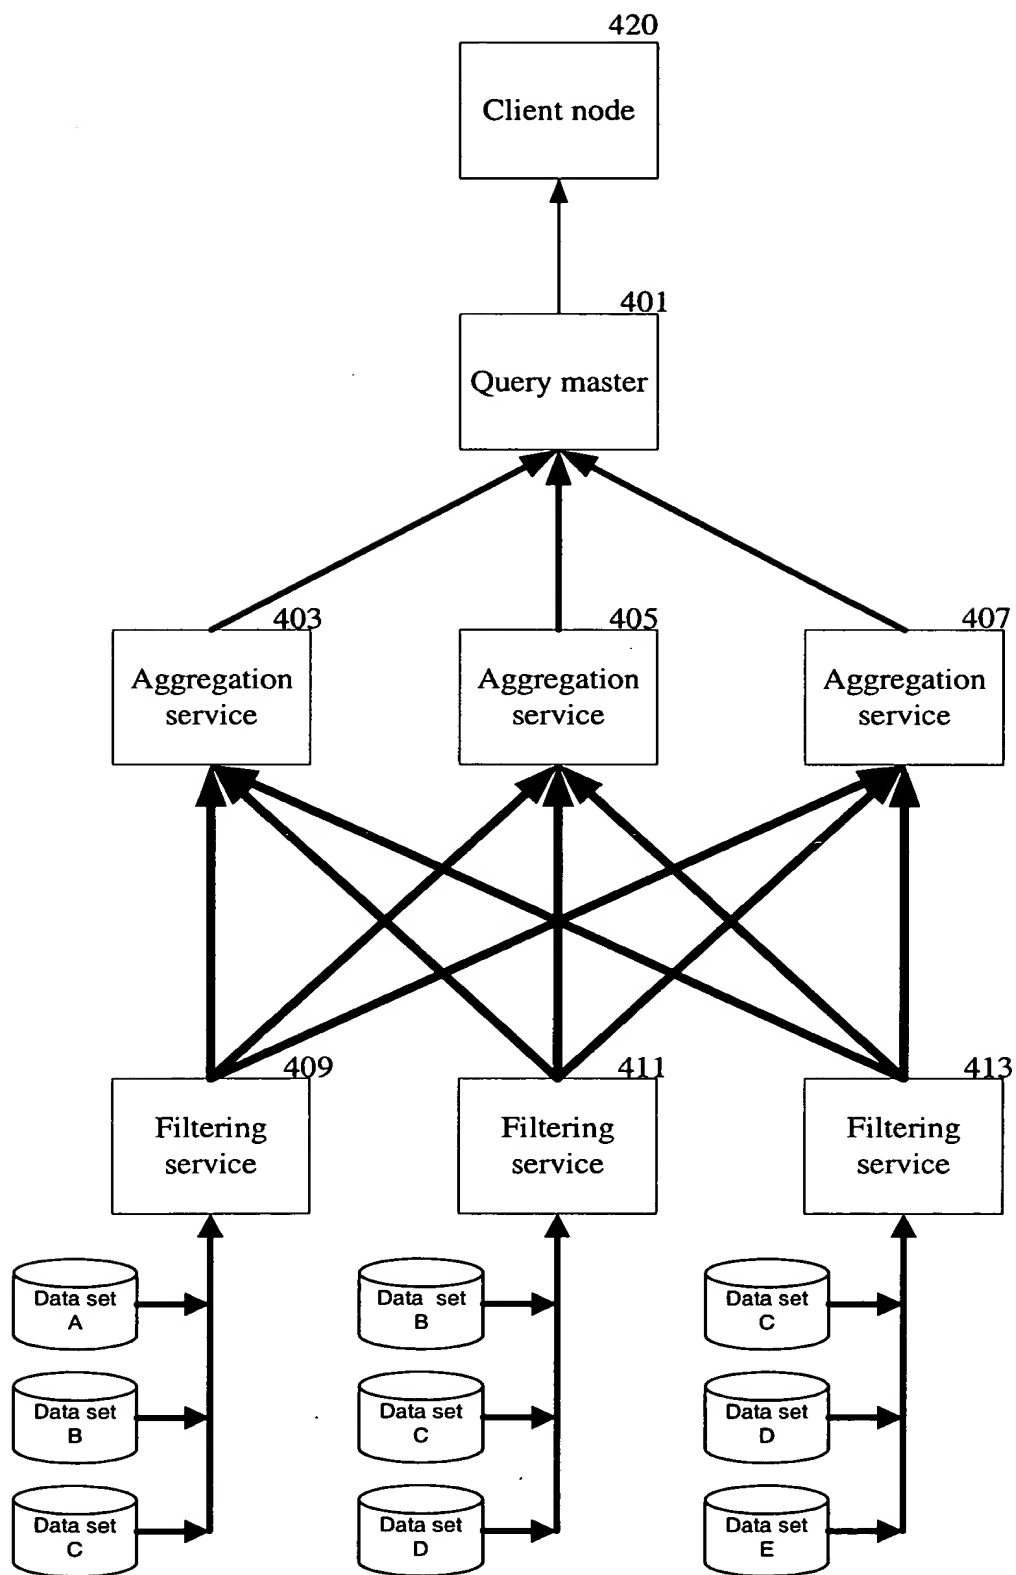 420
Client node
401
Query master
403
405
407
Aggregation
service
Aggregation
service
Aggregation
service
409
411
413
Filtering
service
Filtering
service
Filtering
service
Data set
A
Data set
B
Data set
C
Data set
B
Data set
C
Data set
D
Data set
C
Data set
D
Data set
E